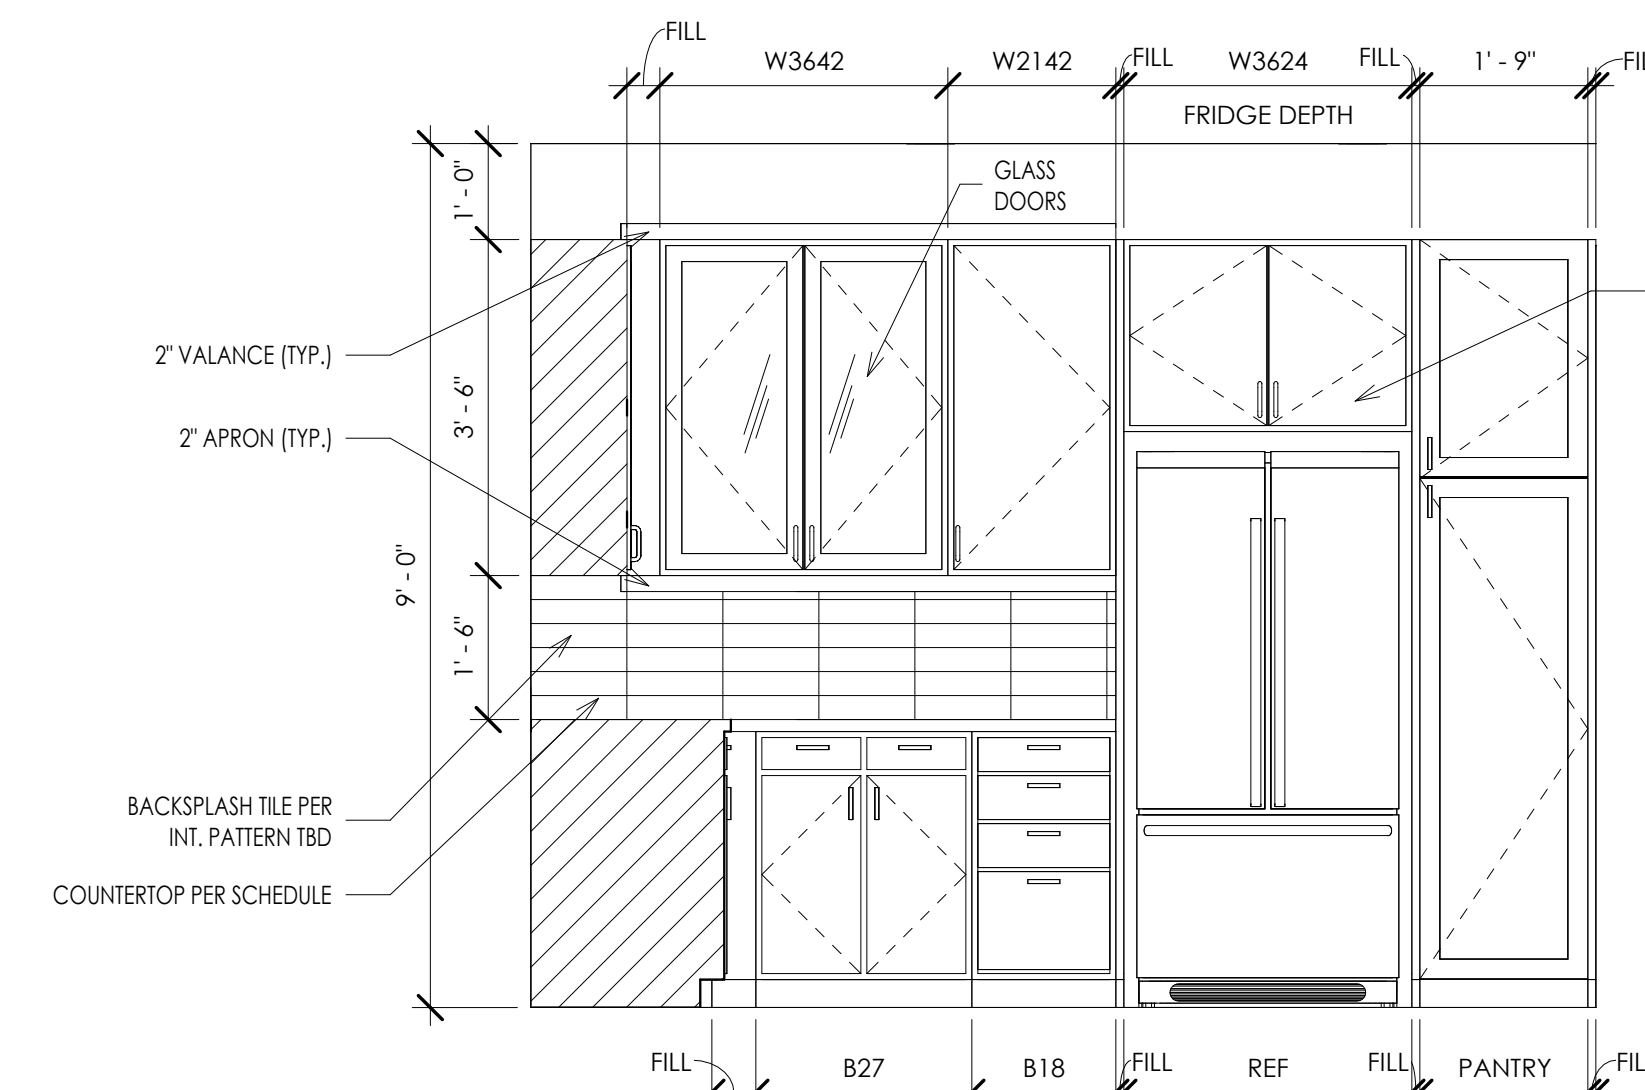 FILL
W3642
W2142
FILL
W3624
FILL
1' - 9"
FRIDGE DEPTH
1' - 0"
GLASS
DOORS
2" VALANCE (TYP.)
3' - 6"
2" APRON (TYP.)
9' - 0"
1' - 6"
BACKSPLASH TILE PER
INT. PATTERN TBD
COUNTERTOP PER SCHEDULE
FILL
B27
B18
FILL
REF
FILL
PANTRY